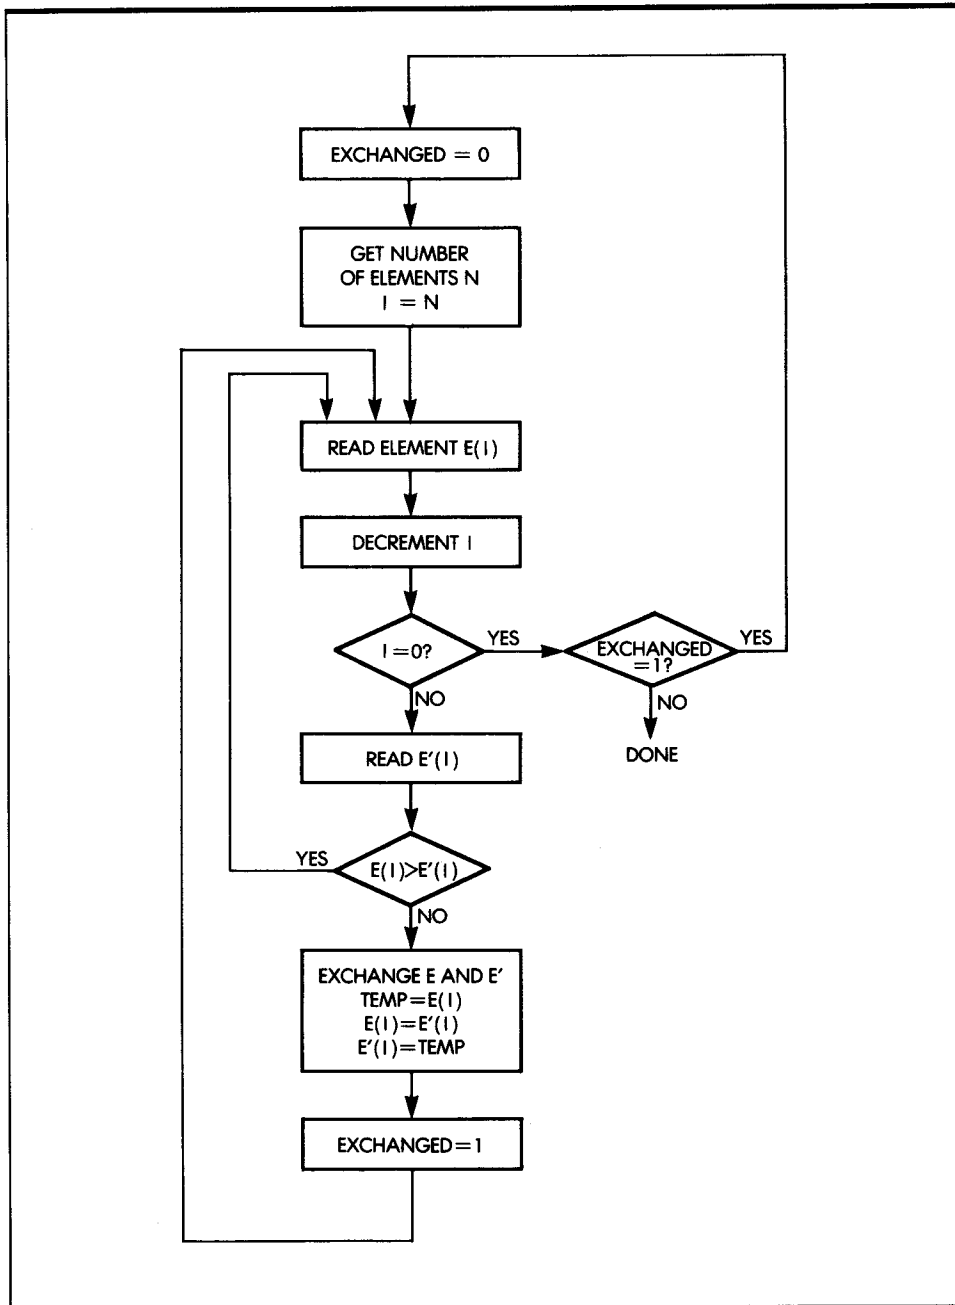 EXCHANGED = 0
GET NUMBER
OF ELEMENTS N
I = N
READ ELEMENT E(I)
DECREMENT I
I=0?
YES
EXCHANGED
=1?
YES
NO
NO
DONE
READ E'(I)
YES
E(I)>E'(I)
NO
EXCHANGE E AND E'
TEMP=E(I)
E(I)=E'(I)
E'(I)=TEMP
EXCHANGED=1